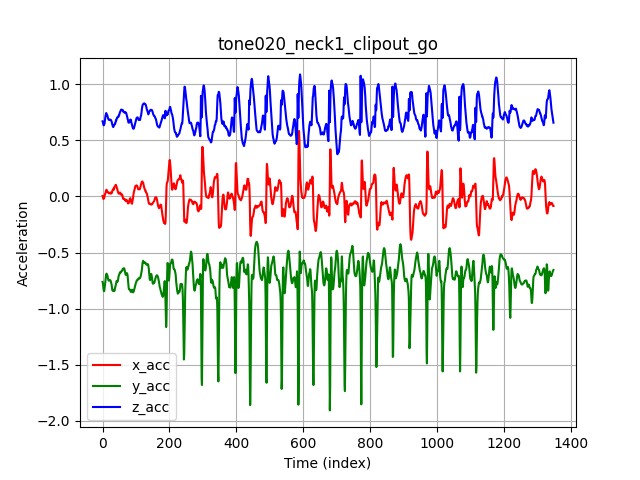 tone020_neck1_clipout_go
1.0
0.5
0.0
−0.5
−1.0
−1.5
−2.0
Acceleration
x_acc
y_acc
z_acc
0 200 400 600 800 1000 1200 1400
Time (index)